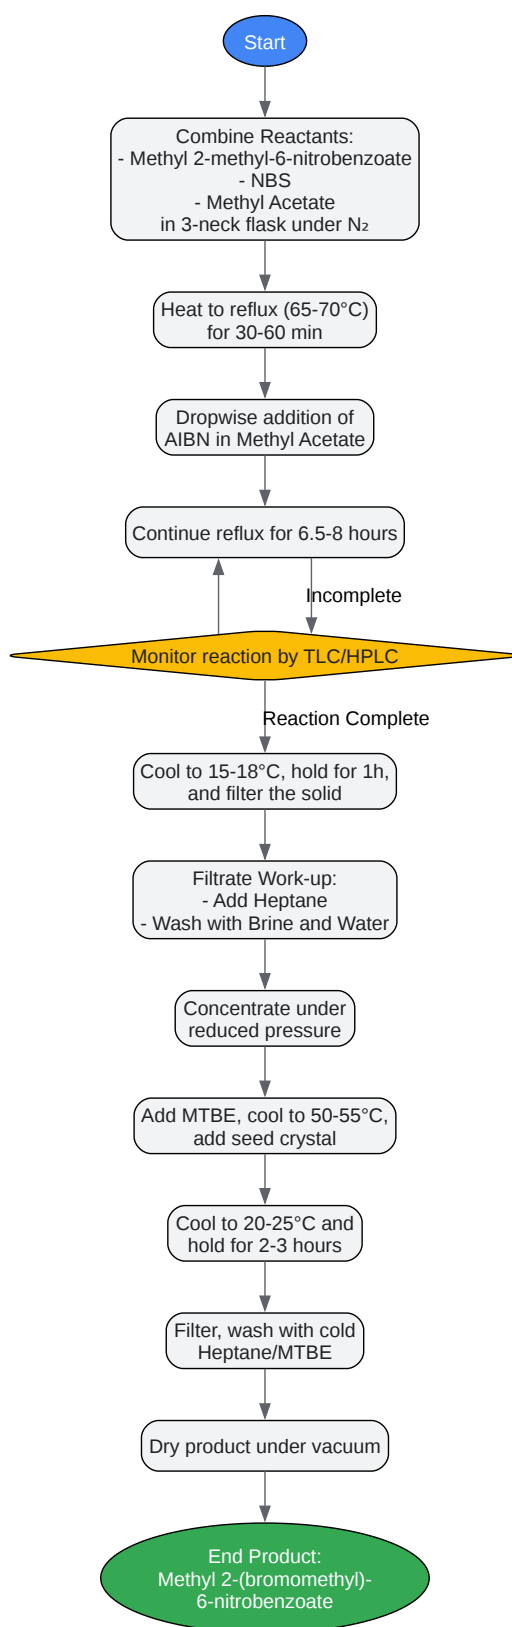 Start
Combine Reactants:
- Methyl 2-methyl-6-nitrobenzoate
- NBS
- Methyl Acetate
in 3-neck flask under N₂
Heat to reflux (65-70°C)
for 30-60 min
Dropwise addition of
AIBN in Methyl Acetate
Continue reflux for 6.5-8 hours
Incomplete
Monitor reaction by TLC/HPLC
Reaction Complete
Cool to 15-18°C, hold for 1h,
and filter the solid
Filtrate Work-up:
- Add Heptane
- Wash with Brine and Water
Concentrate under
reduced pressure
Add MTBE, cool to 50-55°C,
add seed crystal
Cool to 20-25°C and
hold for 2-3 hours
Filter, wash with cold
Heptane/MTBE
Dry product under vacuum
End Product:
Methyl 2-(bromomethyl)-
6-nitrobenzoate